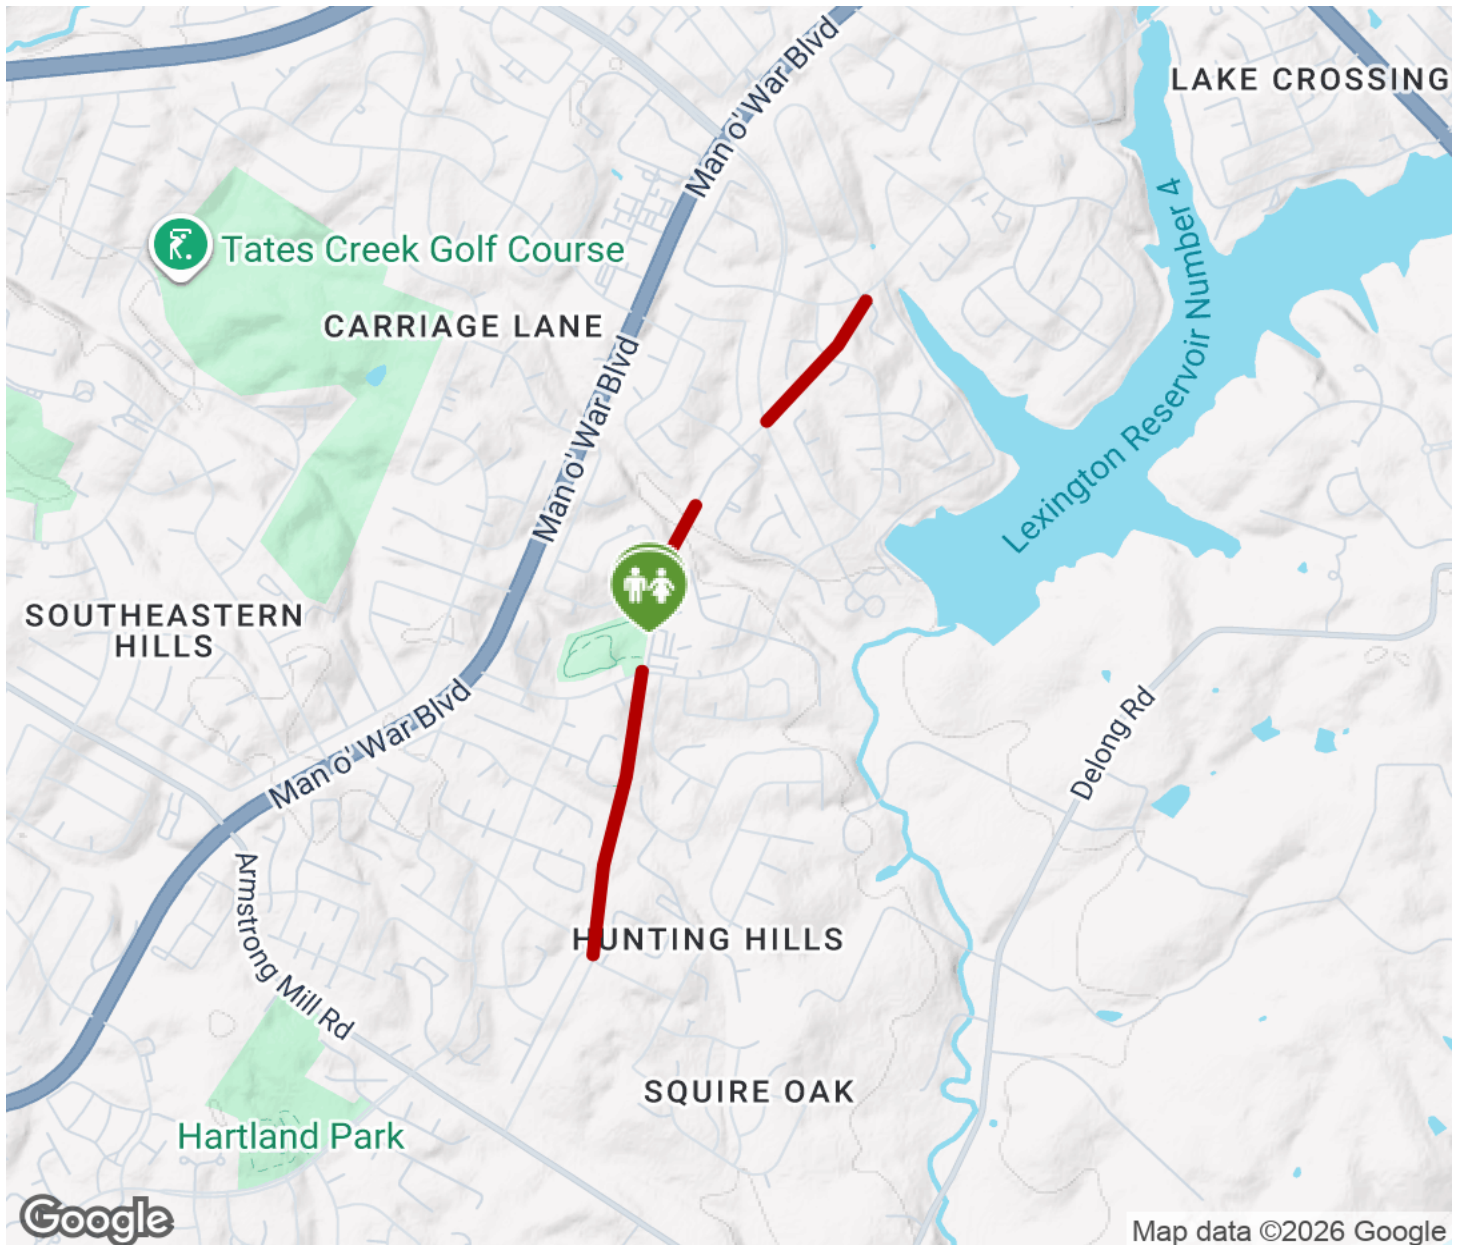 Man o' War Blvd
LAKE CROSSING
Tates Creek Golf Course
Lexington Reservoir Number 4
CARRIAGE LANE
Man o' War Blvd
SOUTHEASTERN
HILLS
Man o' War Blvd
Delong Rd
Armstrong Mill Rd
HUNTING HILLS
SQUIRE OAK
Hartland Park
Google
Map data ©2026 Google